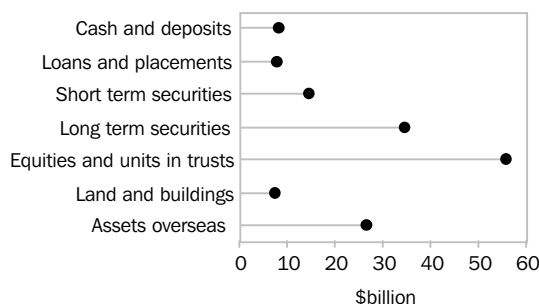 Cash and deposits
Loans and placements
Short term securities
Long term securities
Equities and units in trusts
Land and buildings
Assets overseas
0 10 20 30 40 50 60
$billion